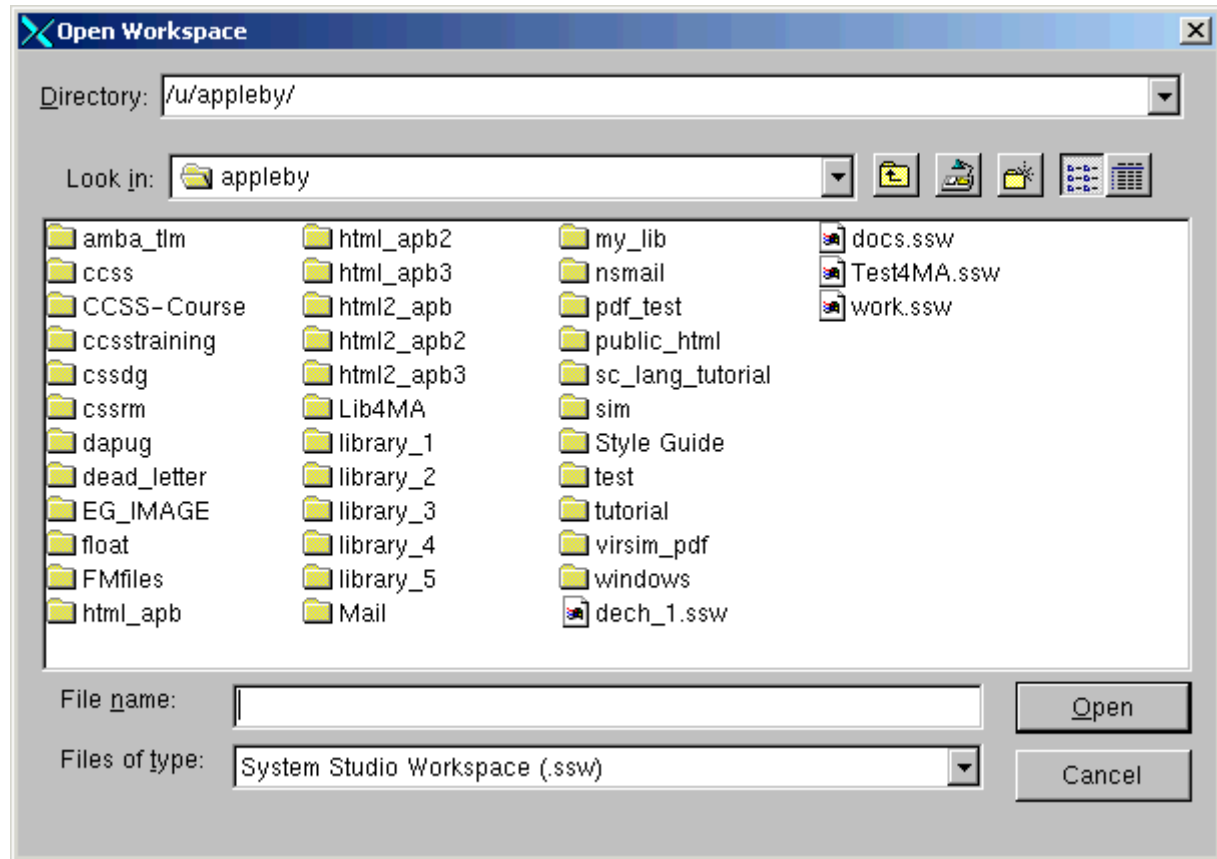 Open Workspace
Directory: /u/appleby/
Look in: appleby
amba_tlm
ccss
CCSS-Course
ccsstraining
cssdg
cssrm
dapug
dead_letter
EG_IMAGE
float
FMfiles
html_apb
html_apb2
html_apb3
html2_apb
html2_apb2
html2_apb3
Lib4MA
library_1
library_2
library_3
library_4
library_5
Mail
my_lib
nsmail
pdf_test
public_html
sc_lang_tutorial
sim
Style Guide
test
tutorial
virsim_pdf
windows
dech_1.ssw
docs.ssw
Test4MA.ssw
work.ssw
File name:
Open
Files of type: System Studio Workspace (.ssw)
Cancel